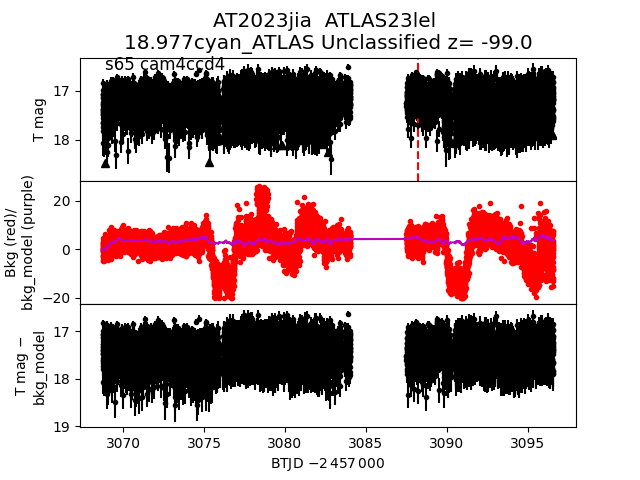 AT2023jia  ATLAS23lel
18.977cyan_ATLAS Unclassified z= -99.0
s65 cam4ccd4
17
18
T mag
20
0
−20
Bkg (red)/
bkg_model (purple)
17
18
19
T mag −
bkg_model
3070 3075 3080 3085 3090 3095
BTJD −2 457 000